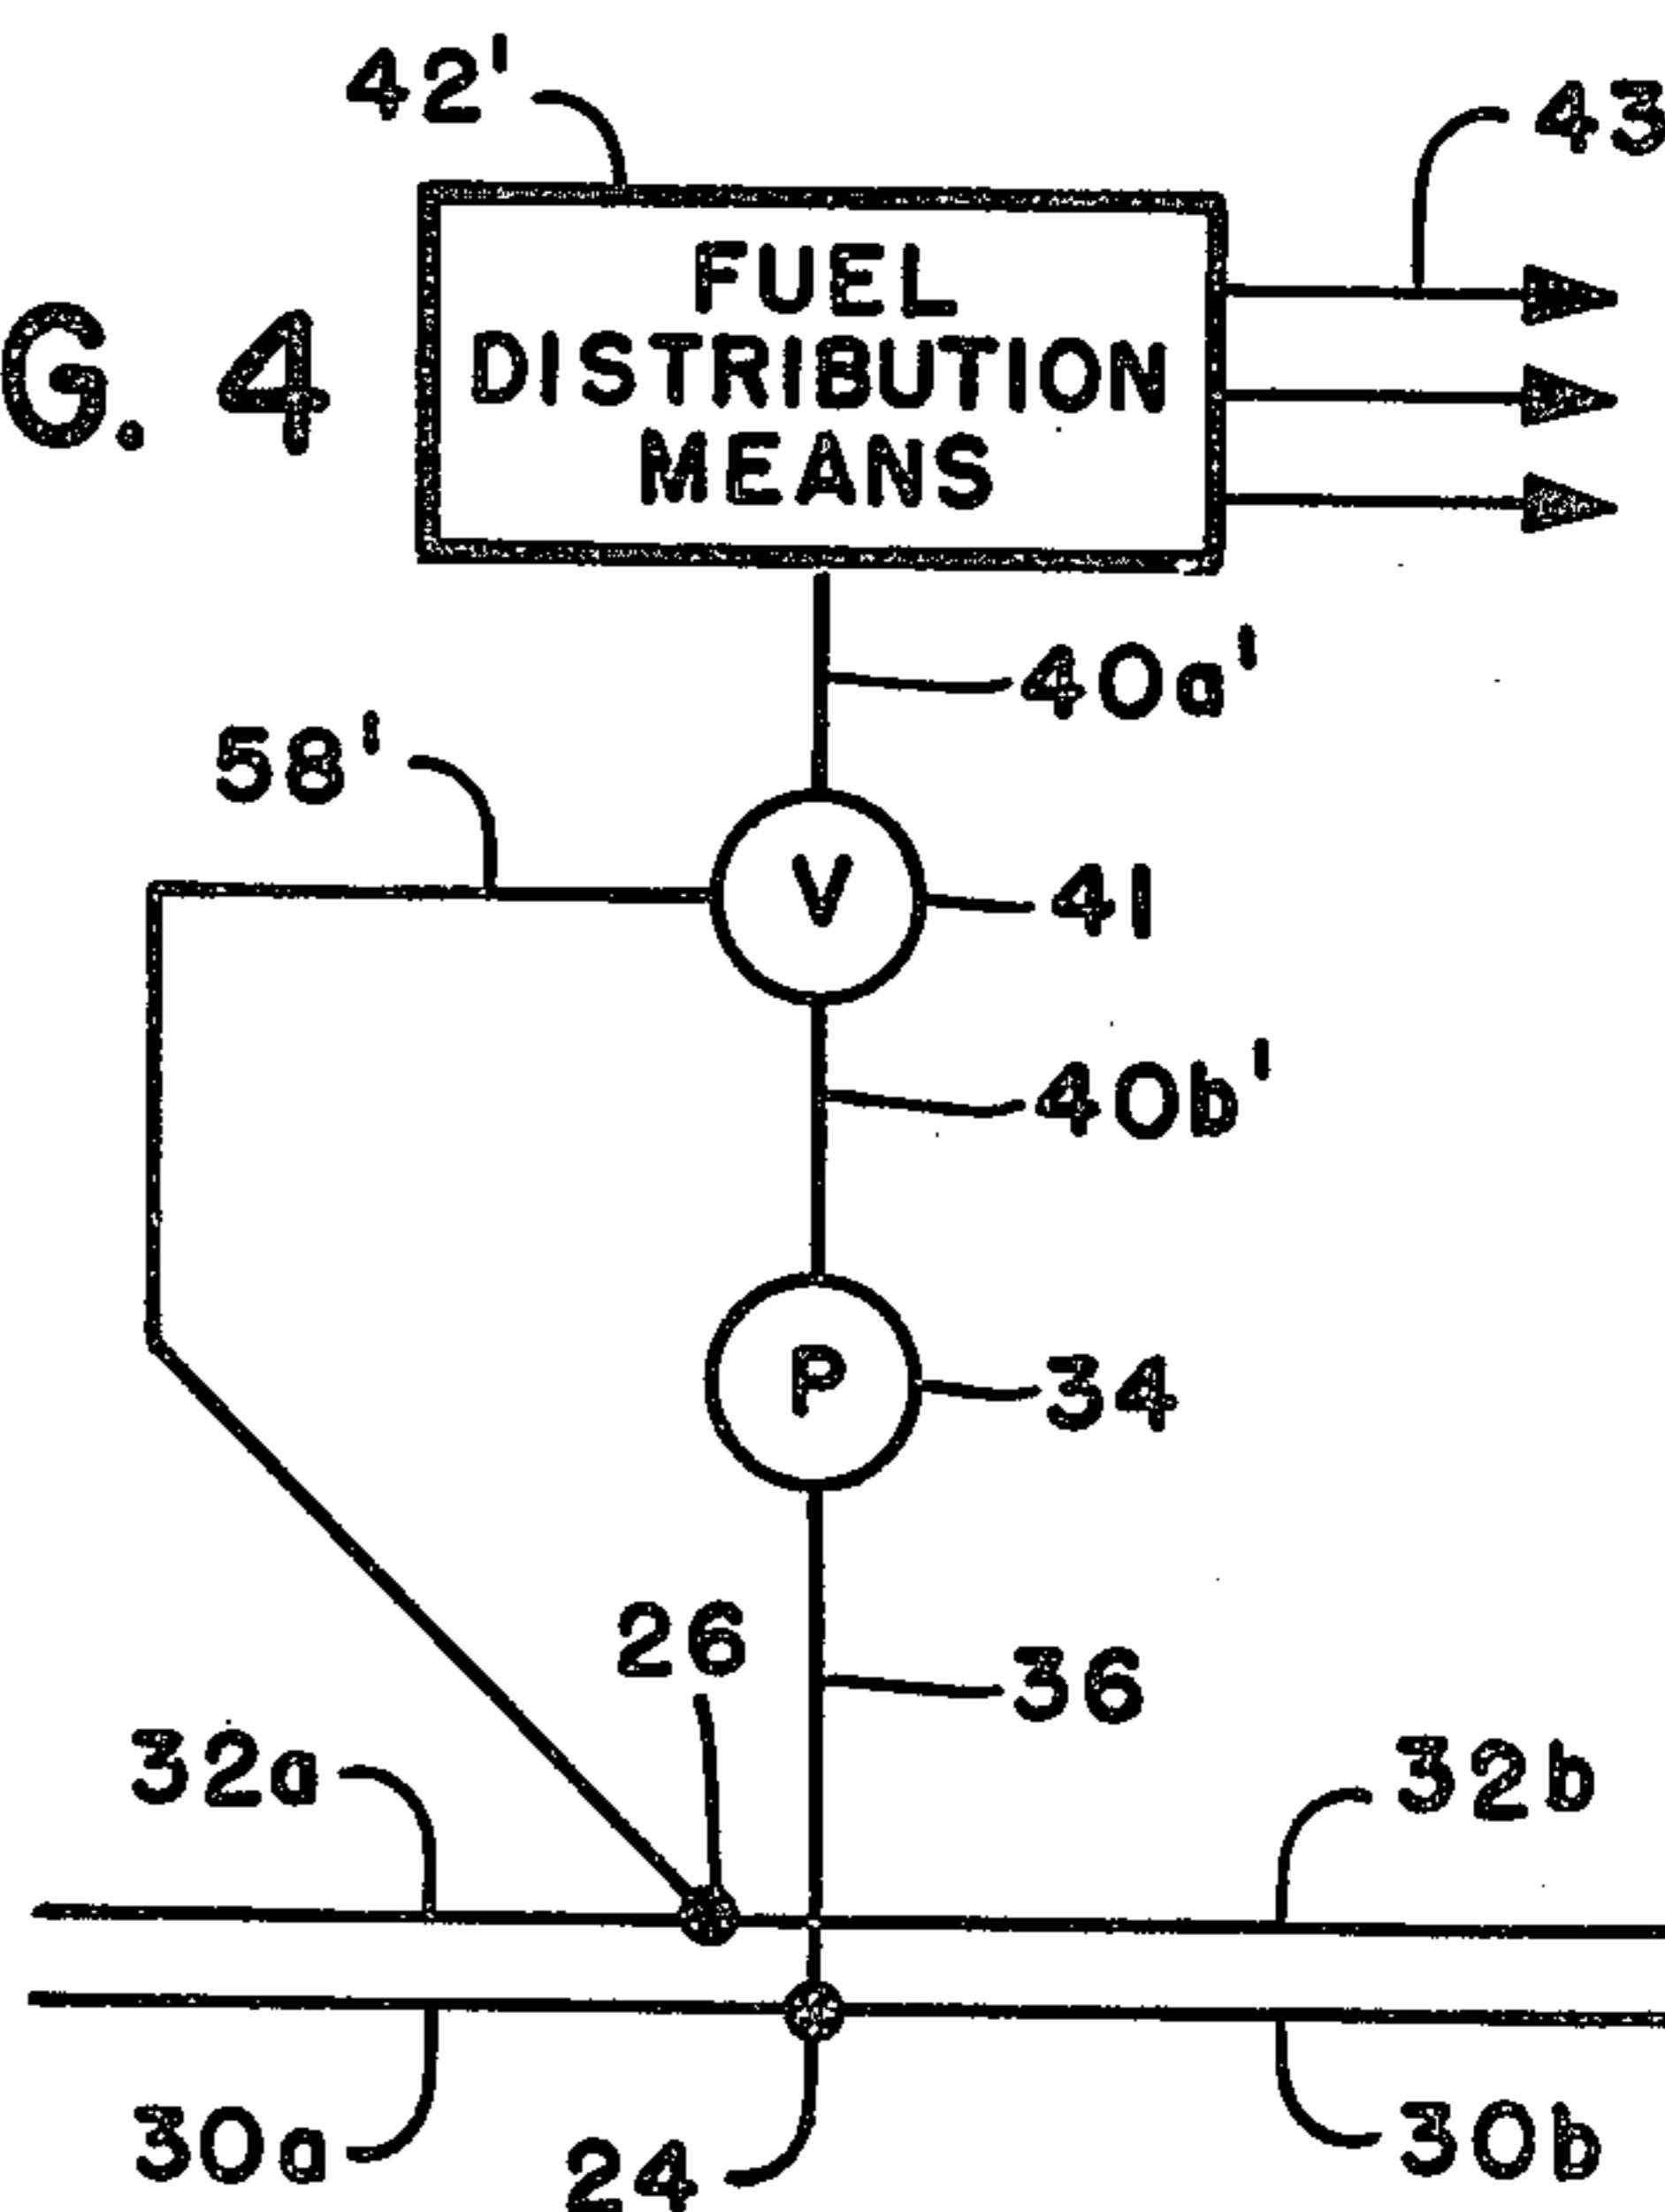 42'
43
G. 4
FUEL
DISTRIBUTION
MEANS
40a'
58'
V
41
40b'
P
34
26
36
32a
32b
30a
24
30b